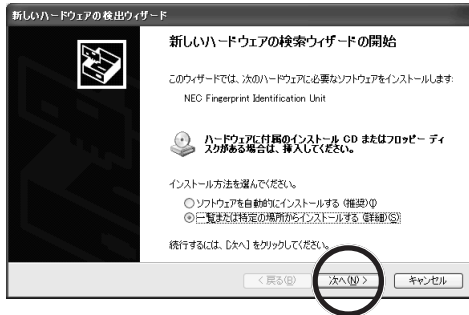 新しいハードウェアの検出ウィザード
新しいハードウェアの検索ウィザードの開始
このウィザードでは、次のハードウェアに必要なソフトウェアをインストールします:
NEC Fingerprint Identification Unit
ハードウェアに付属のインストール CD またはフロッピー ディ
スクがある場合は、挿入してください。
インストール方法を選んでください。
ソフトウェアを自動的にインストールする (推奨)(I)
一覧または特定の場所からインストールする (詳細)(S)
続行するには、[次へ] をクリックしてください。
< 戻る(B)
次へ(N) >
キャンセル